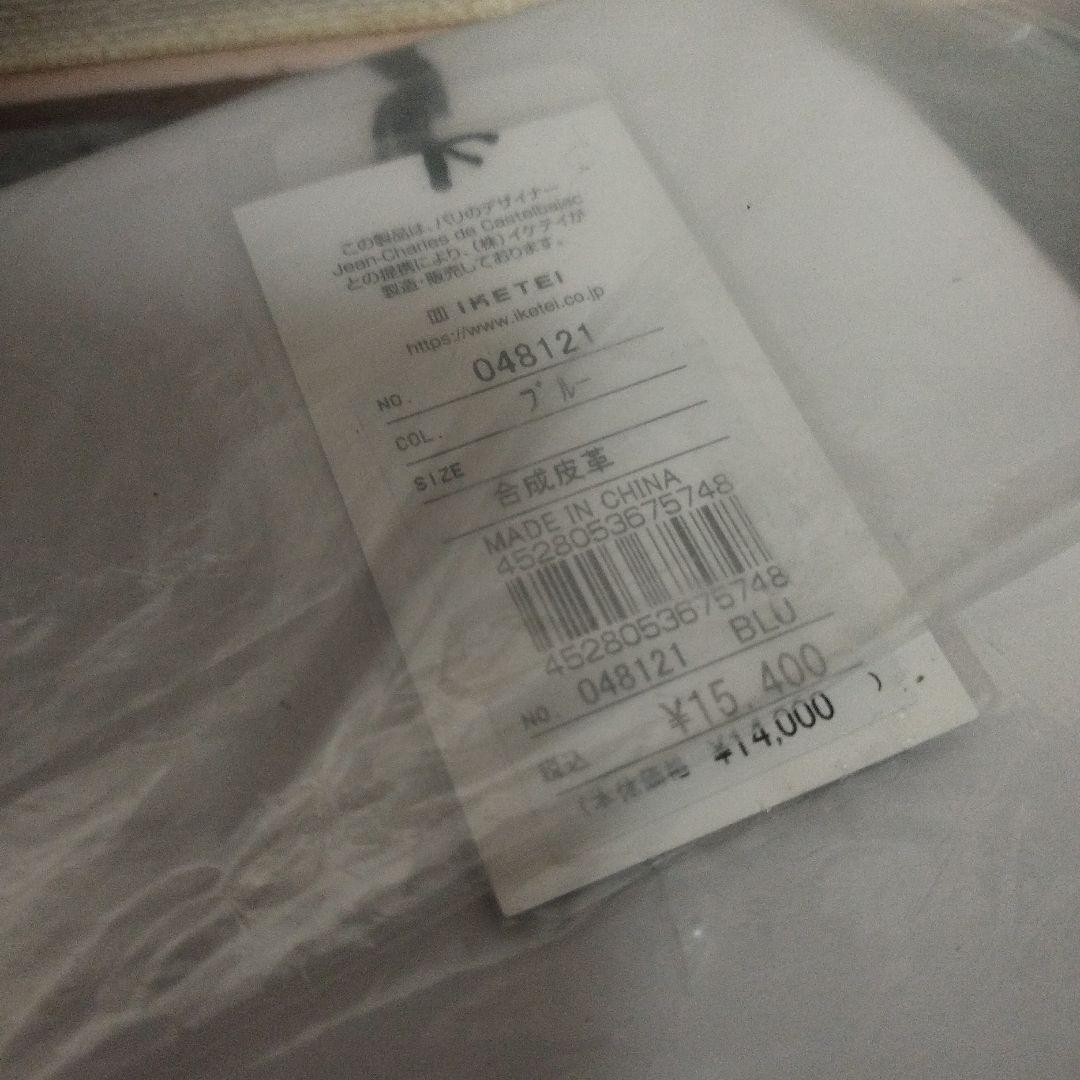 この製品は、パリのデザイナー
Jean-Charles de Castelbajac
との提携により、(株)イケテイが
製造・販売しております。
IKETEI
https://www.iketei.co.jp
NO. 048121
COL. ブルー
SIZE
合成皮革
MADE IN CHINA
4528053675748
4528053675748
NO. 048121 BLU
税込 ¥15,400
(本体価格 ¥14,000 )